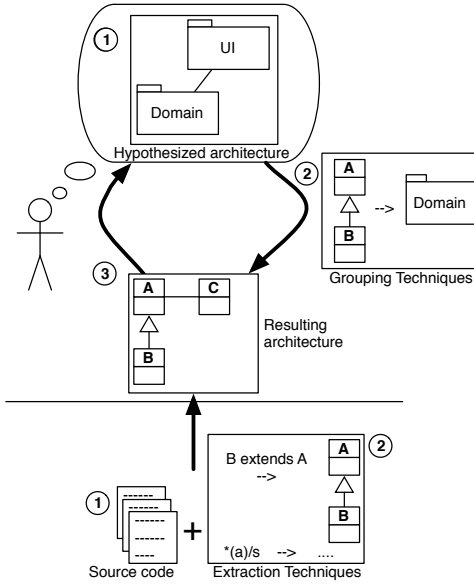 1
UI
Domain
Hypothesized architecture
2
A
B
-->
Domain
Grouping Techniques
3
A
C
B
Resulting
architecture
1
------
------
------
----
Source code
+
B extends A
-->
A
B
2
*(a)/s --> ....
Extraction Techniques